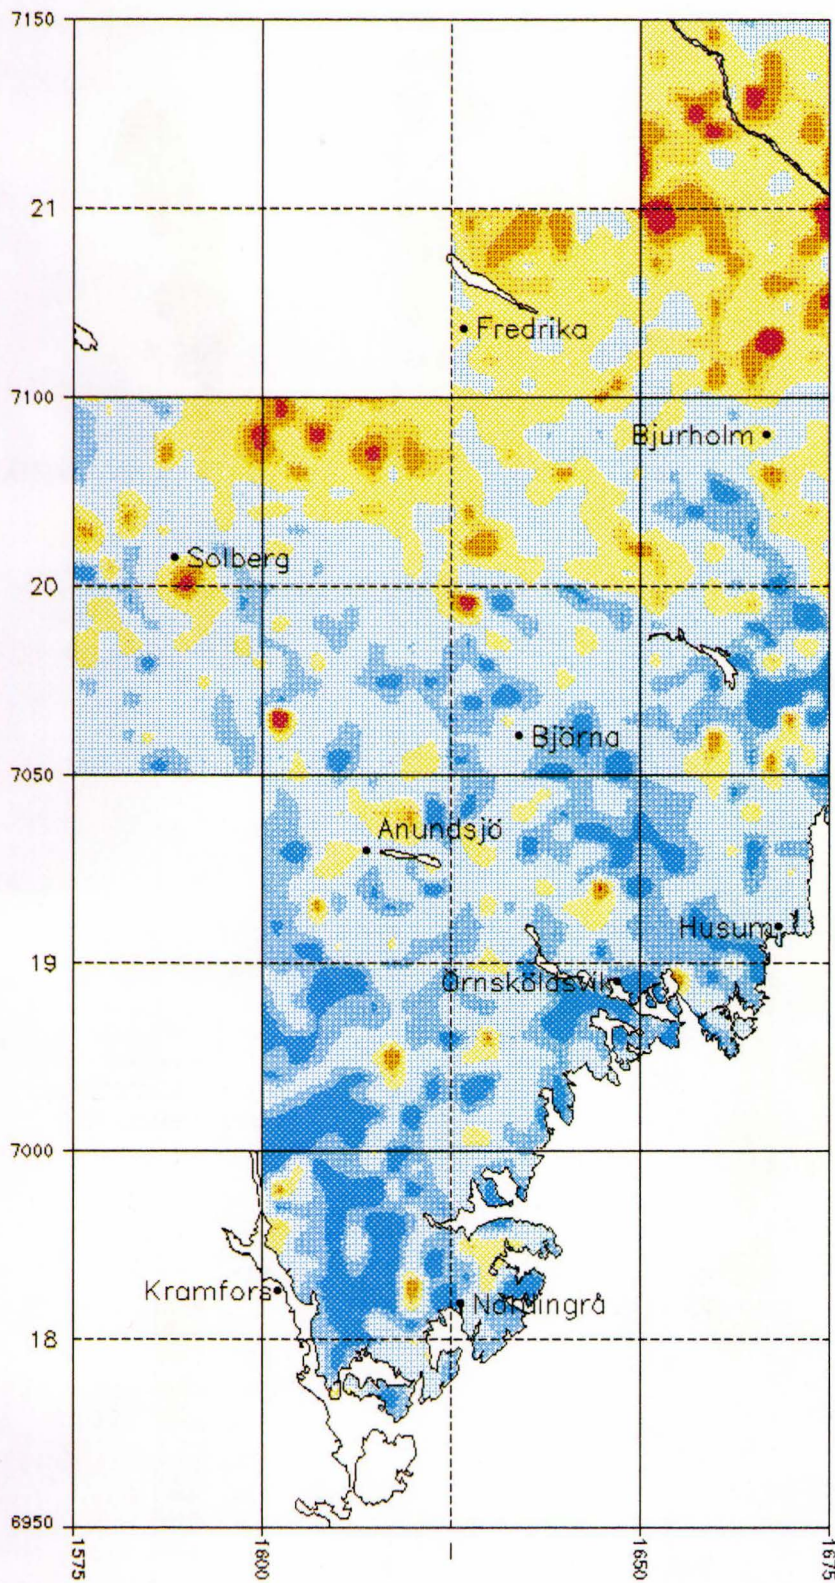 7150
21
Fredrika
7100
Bjurholm
Solberg
20
Björna
7050
Anundsjö
Husum
19
Örnsköldsvik
7000
Kramfors
Nordingrå
18
6950
1575
1600
1650
1675